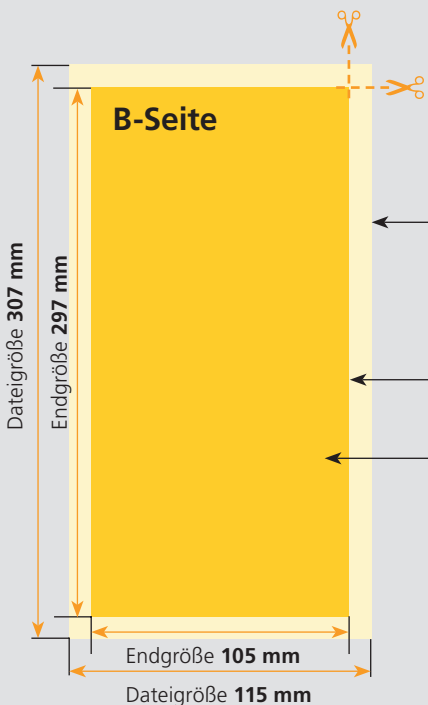 B-Seite
Dateigröße 307 mm
Endgröße 297 mm
Endgröße 105 mm
Dateigröße 115 mm